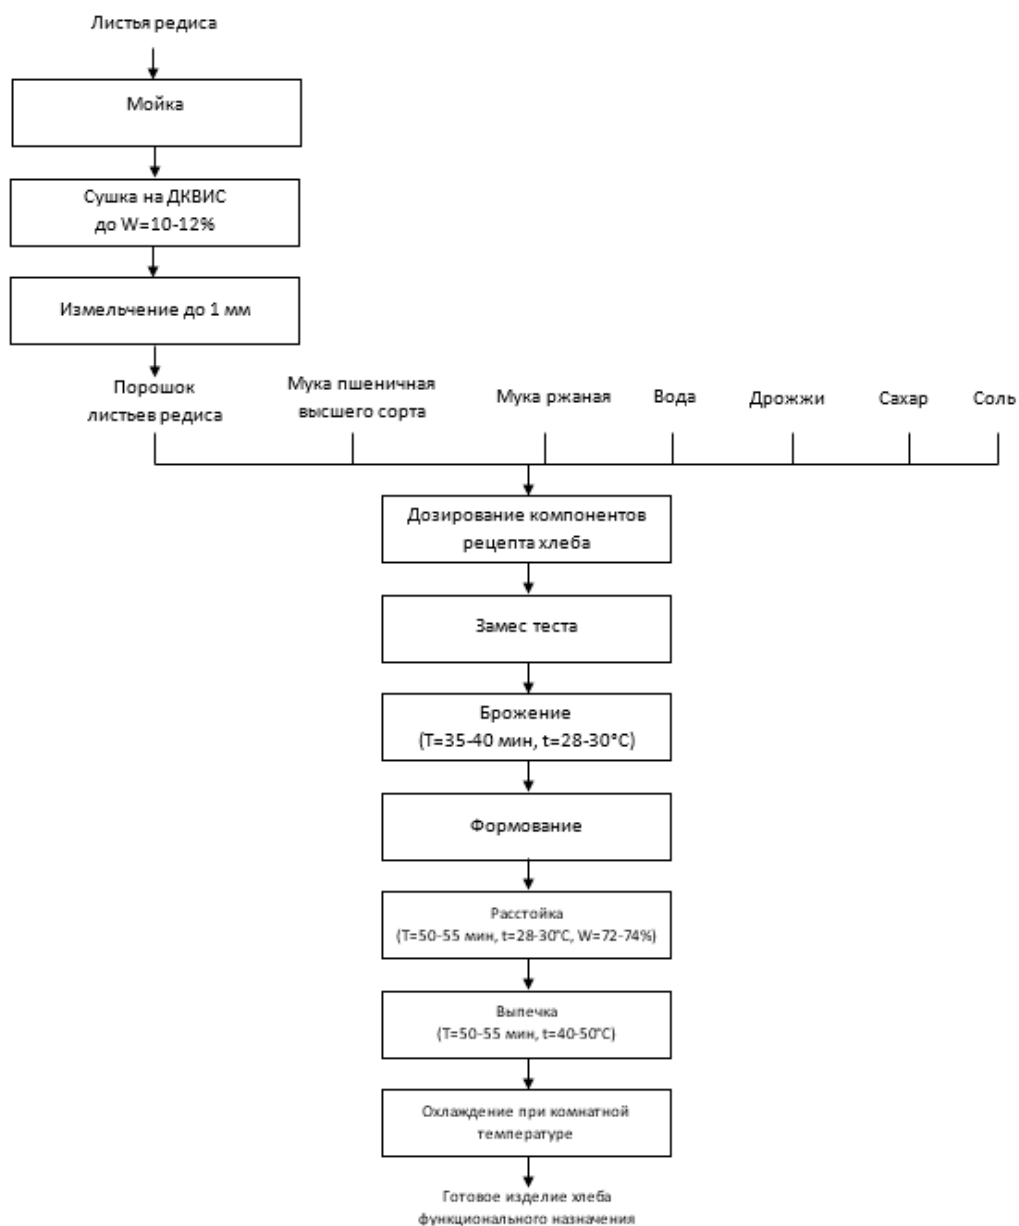 Листья редиса
Мойка
Сушка на ДКВИС
до W=10-12%
Измельчение до 1 мм
Порошок
листьев редиса
Мука пшеничная
высшего сорта
Мука ржаная
Вода
Дрожжи
Сахар
Соль
Дозирование компонентов
рецепта хлеба
Замес теста
Брожение
(T=35-40 мин, t=28-30°C)
Формование
Расстойка
(T=50-55 мин, t=28-30°C, W=72-74%)
Выпечка
(T=50-55 мин, t=40-50°C)
Охлаждение при комнатной
температуре
Готовое изделие хлеба
функционального назначения